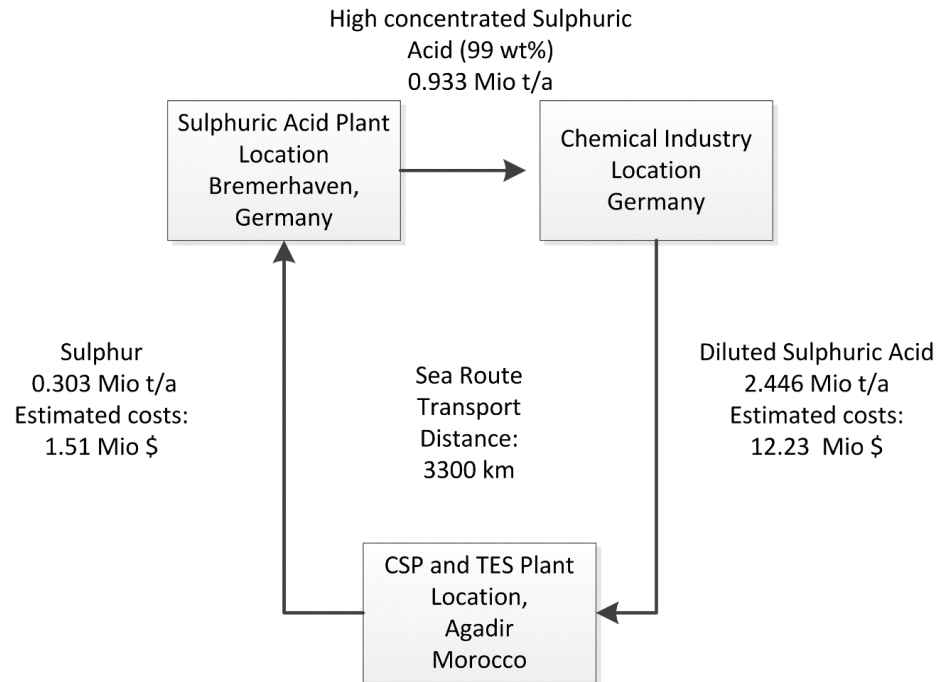 High concentrated Sulphuric
Acid (99 wt%)
0.933 Mio t/a
Sulphuric Acid Plant
Location
Bremerhaven,
Germany
Chemical Industry
Location
Germany
Sulphur
0.303 Mio t/a
Estimated costs:
1.51 Mio $
Sea Route
Transport
Distance:
3300 km
Diluted Sulphuric Acid
2.446 Mio t/a
Estimated costs:
12.23  Mio $
CSP and TES Plant
Location,
Agadir
Morocco